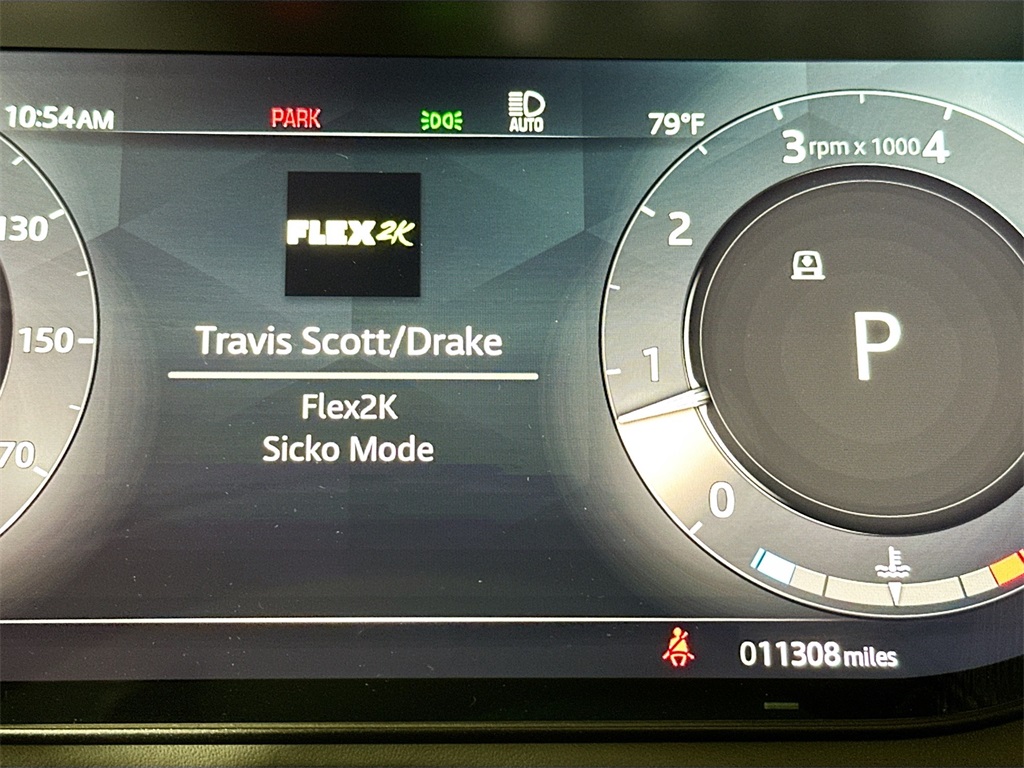 10:54AM
PARK
AUTO
79°F
130
150
70
FLEX2K
Travis Scott/Drake
Flex2K
Sicko Mode
3 rpm x 1000 4
2
1
0
P
011308 miles